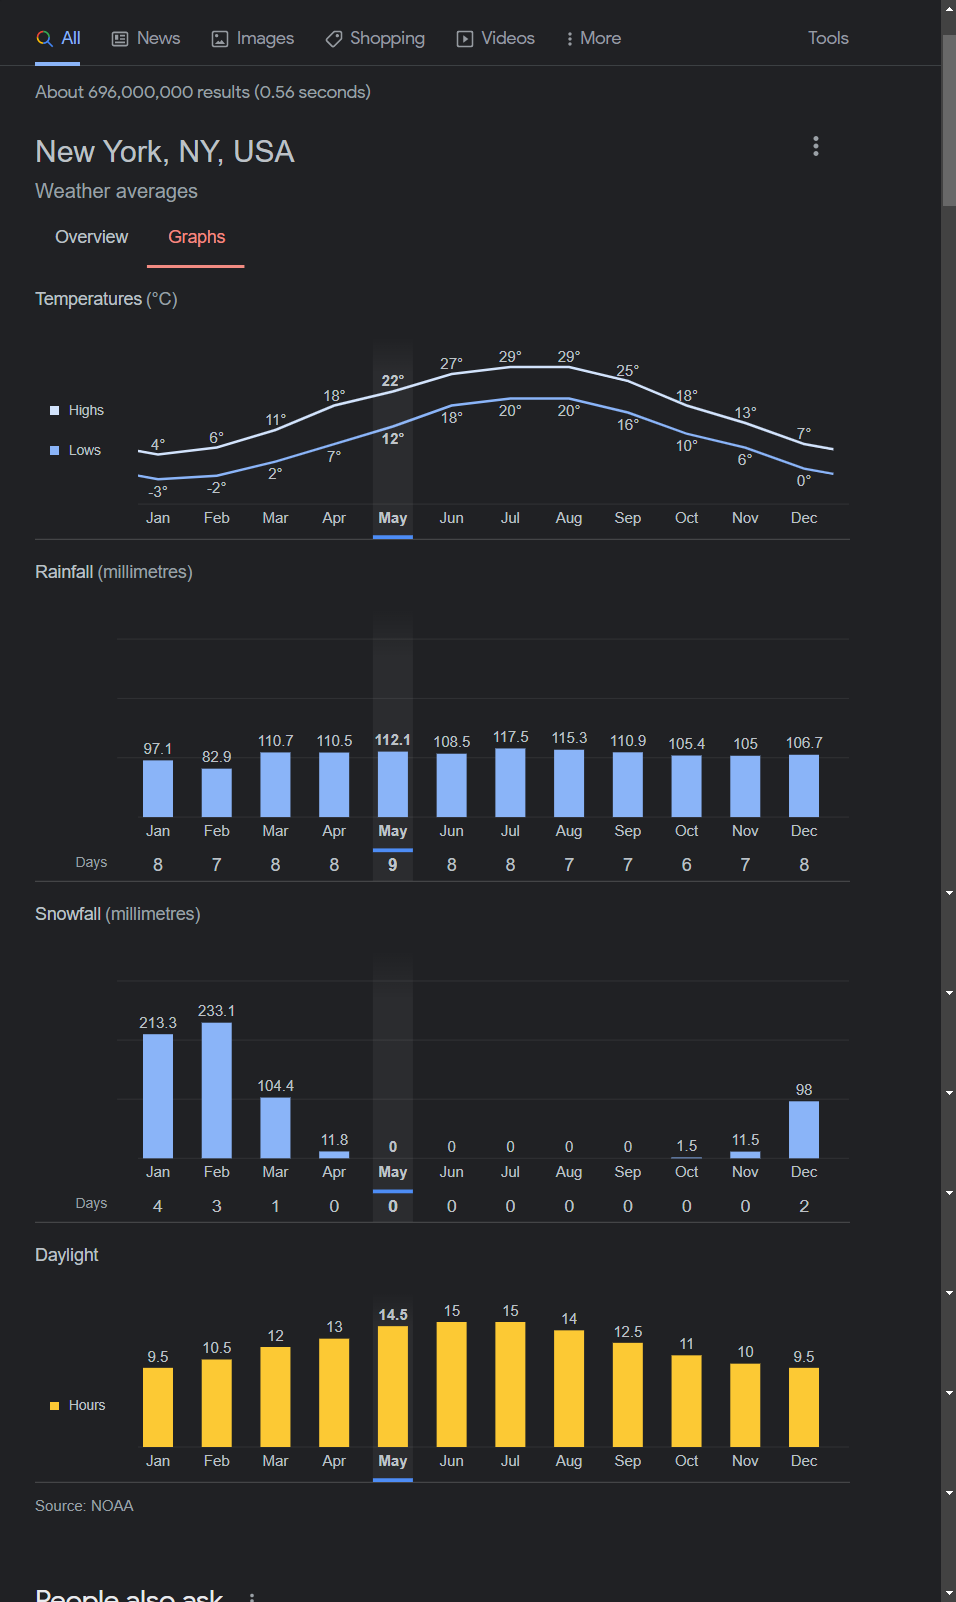 All News Images Shopping Videos More Tools
About 696,000,000 results (0.56 seconds)
New York, NY, USA
Weather averages
Overview Graphs
Temperatures (°C)
Highs
Lows
4° 6° 11° 18° 22° 27° 29° 29° 25° 18° 13° 7°
-3° -2° 2° 7° 12° 18° 20° 20° 16° 10° 6° 0°
Jan Feb Mar Apr May Jun Jul Aug Sep Oct Nov Dec
Rainfall (millimetres)
97.1 82.9 110.7 110.5 112.1 108.5 117.5 115.3 110.9 105.4 105 106.7
Jan Feb Mar Apr May Jun Jul Aug Sep Oct Nov Dec
Days 8 7 8 8 9 8 8 7 7 6 7 8
Snowfall (millimetres)
213.3 233.1 104.4 11.8 0 0 0 0 0 1.5 11.5 98
Jan Feb Mar Apr May Jun Jul Aug Sep Oct Nov Dec
Days 4 3 1 0 0 0 0 0 0 0 0 2
Daylight
9.5 10.5 12 13 14.5 15 15 14 12.5 11 10 9.5
Hours
Jan Feb Mar Apr May Jun Jul Aug Sep Oct Nov Dec
Source: NOAA
People also ask